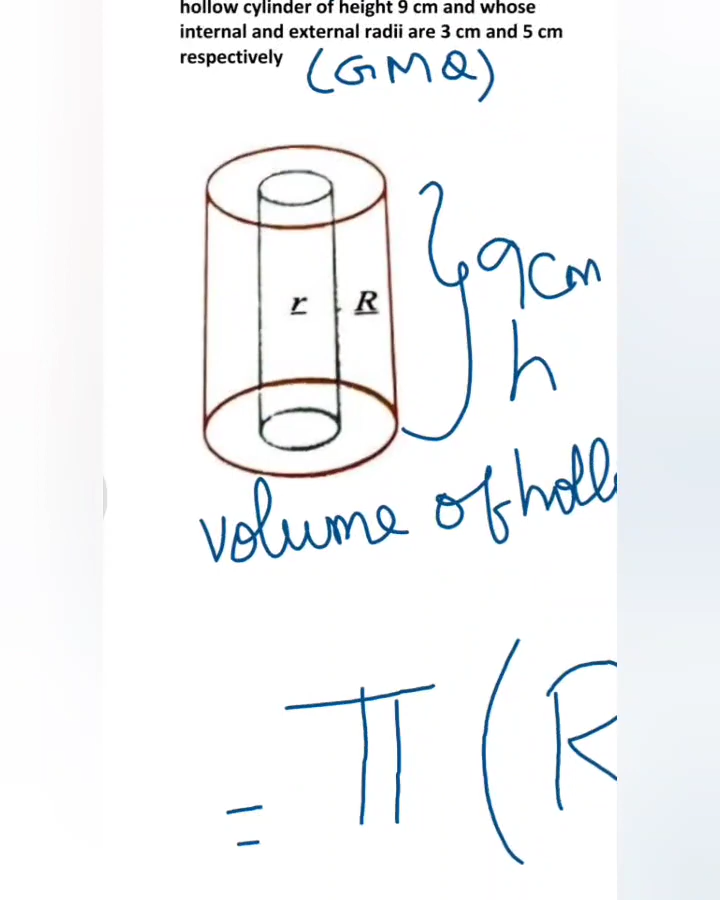 hollow cylinder of height 9 cm and whose
internal and external radii are 3 cm and 5 cm
respectively (GMQ)
9cm
r R
h
volume of holl
= π (R